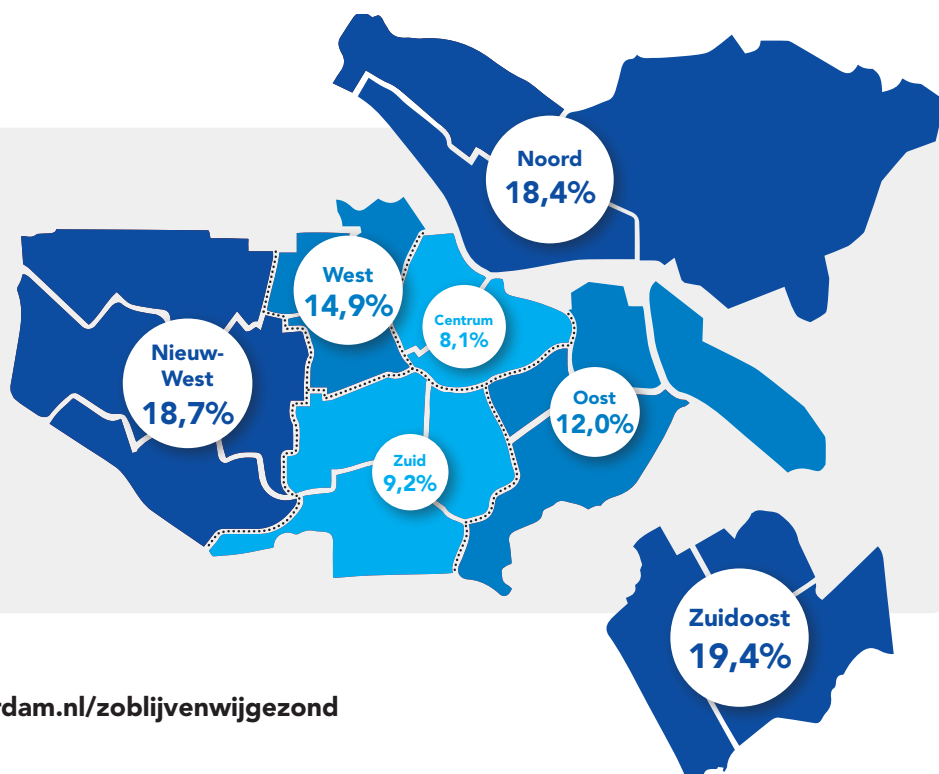 Noord
18,4%
West
14,9%
Centrum
8,1%
Nieuw-
West
18,7%
Oost
12,0%
Zuid
9,2%
Zuidoost
19,4%
rdam.nl/zoblijvenwijgezond